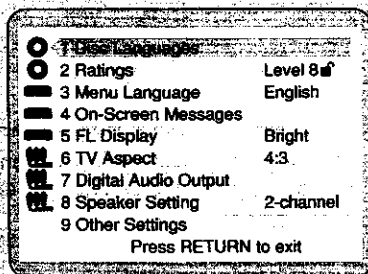 1 Disc Languages
2 Ratings Level 8
3 Menu Language English
4 On-Screen Messages
5 FL Display Bright
6 TV Aspect 4:3
7 Digital Audio Output
8 Speaker Setting 2-channel
9 Other Settings
Press RETURN to exit